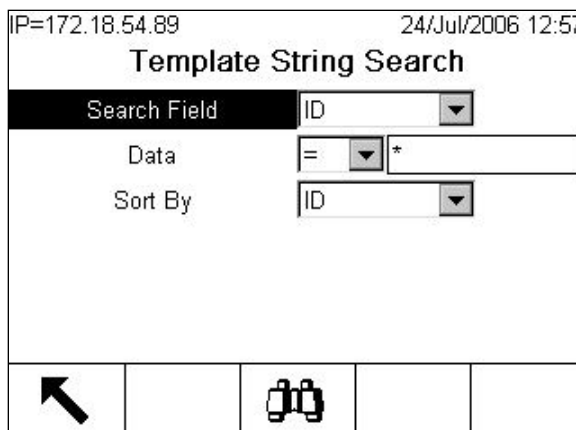 IP=172.18.54.89 24/Jul/2006 12:57
Template String Search
Search Field ID
Data = *
Sort By ID